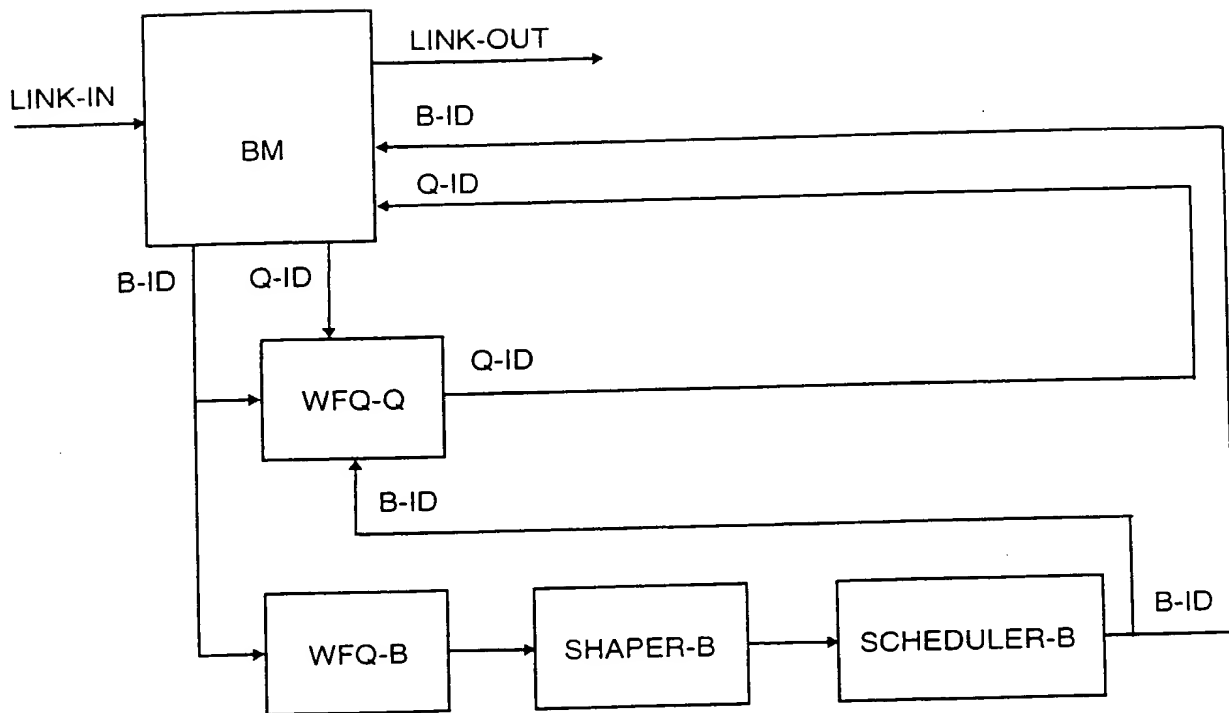 LINK-OUT
LINK-IN
B-ID
BM
Q-ID
B-ID
Q-ID
Q-ID
WFQ-Q
B-ID
B-ID
WFQ-B
SHAPER-B
SCHEDULER-B